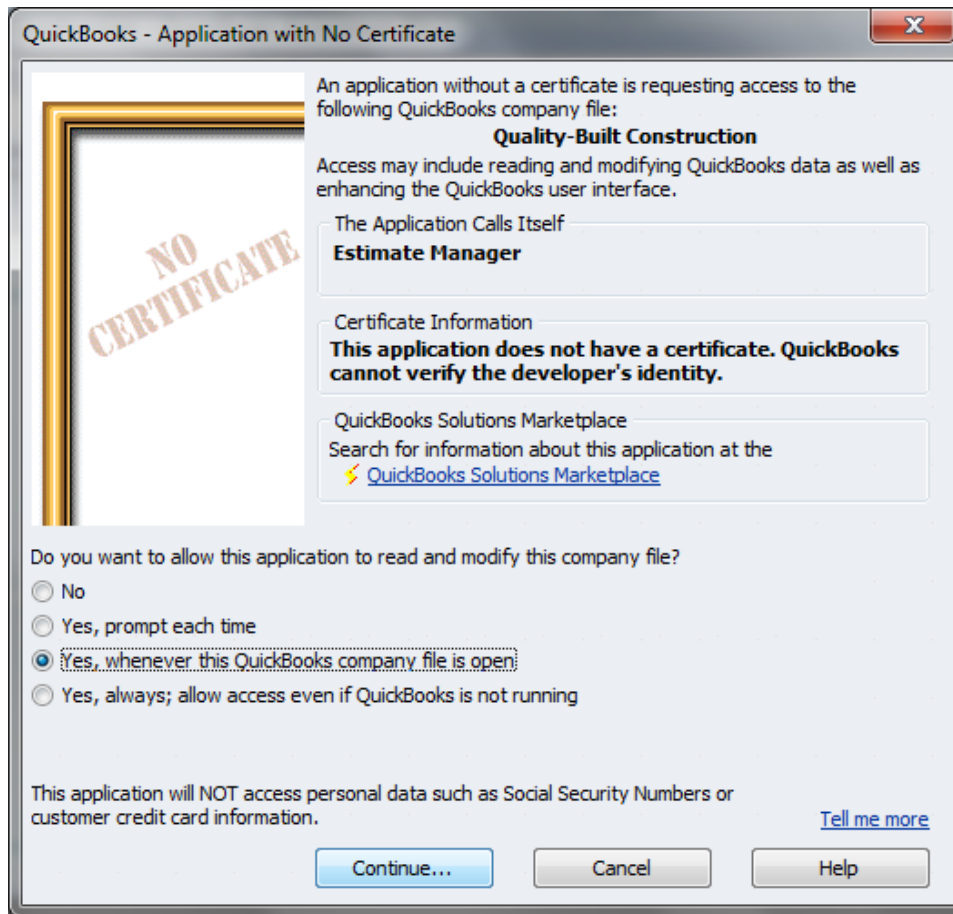 QuickBooks - Application with No Certificate
An application without a certificate is requesting access to the
following QuickBooks company file:
Quality-Built Construction
Access may include reading and modifying QuickBooks data as well as
enhancing the QuickBooks user interface.
NO
CERTIFICATE
The Application Calls Itself
Estimate Manager
Certificate Information
This application does not have a certificate. QuickBooks
cannot verify the developer's identity.
QuickBooks Solutions Marketplace
Search for information about this application at the
QuickBooks Solutions Marketplace
Do you want to allow this application to read and modify this company file?
No
Yes, prompt each time
Yes, whenever this QuickBooks company file is open
Yes, always; allow access even if QuickBooks is not running
This application will NOT access personal data such as Social Security Numbers or
customer credit card information.
Tell me more
Continue...
Cancel
Help